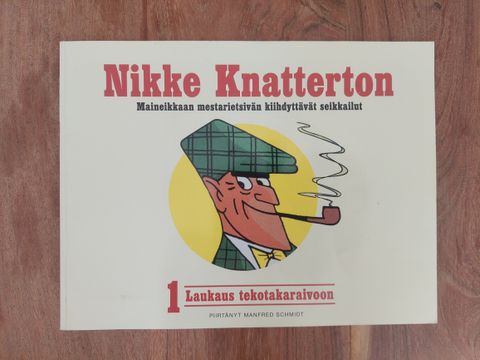 Nikke Knatterton
Maineikkaan mestarietsivän kiihdyttävät seikkailut
1 Laukaus tekotakaraivoon
PIIRTÄNYT MANFRED SCHMIDT